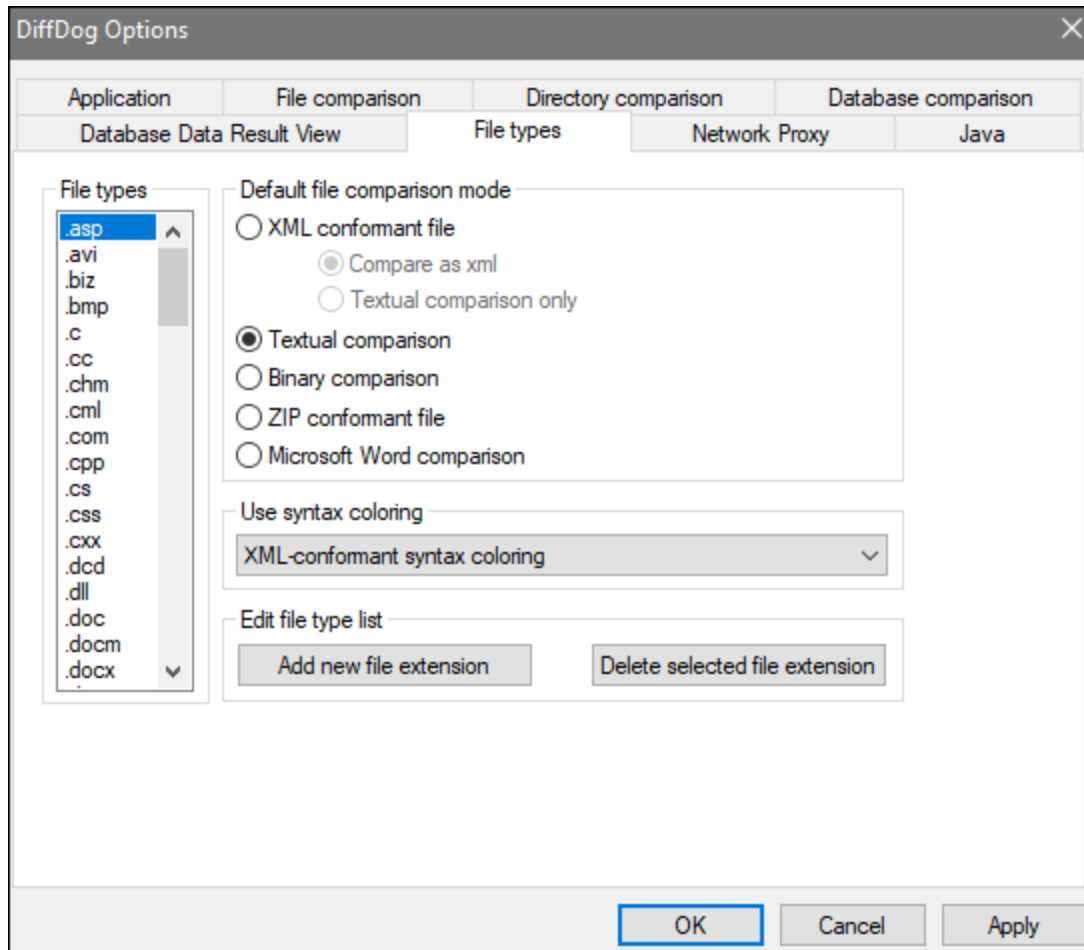 DiffDog Options
Application File comparison Directory comparison Database comparison
Database Data Result View File types Network Proxy Java
File types
.asp
.avi
.biz
.bmp
.c
.cc
.chm
.cml
.com
.cpp
.cs
.css
.cxx
.dcd
.dll
.doc
.docm
.docx
Default file comparison mode
XML conformant file
Compare as xml
Textual comparison only
Textual comparison
Binary comparison
ZIP conformant file
Microsoft Word comparison
Use syntax coloring
XML-conformant syntax coloring
Edit file type list
Add new file extension Delete selected file extension
OK Cancel Apply